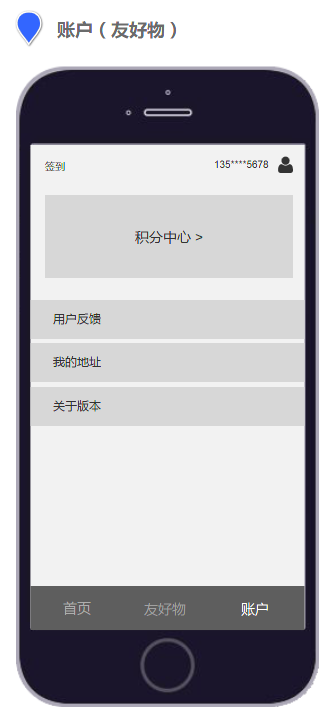 账户（友好物）
签到 135****5678
积分中心 >
用户反馈
我的地址
关于版本
首页 友好物 账户